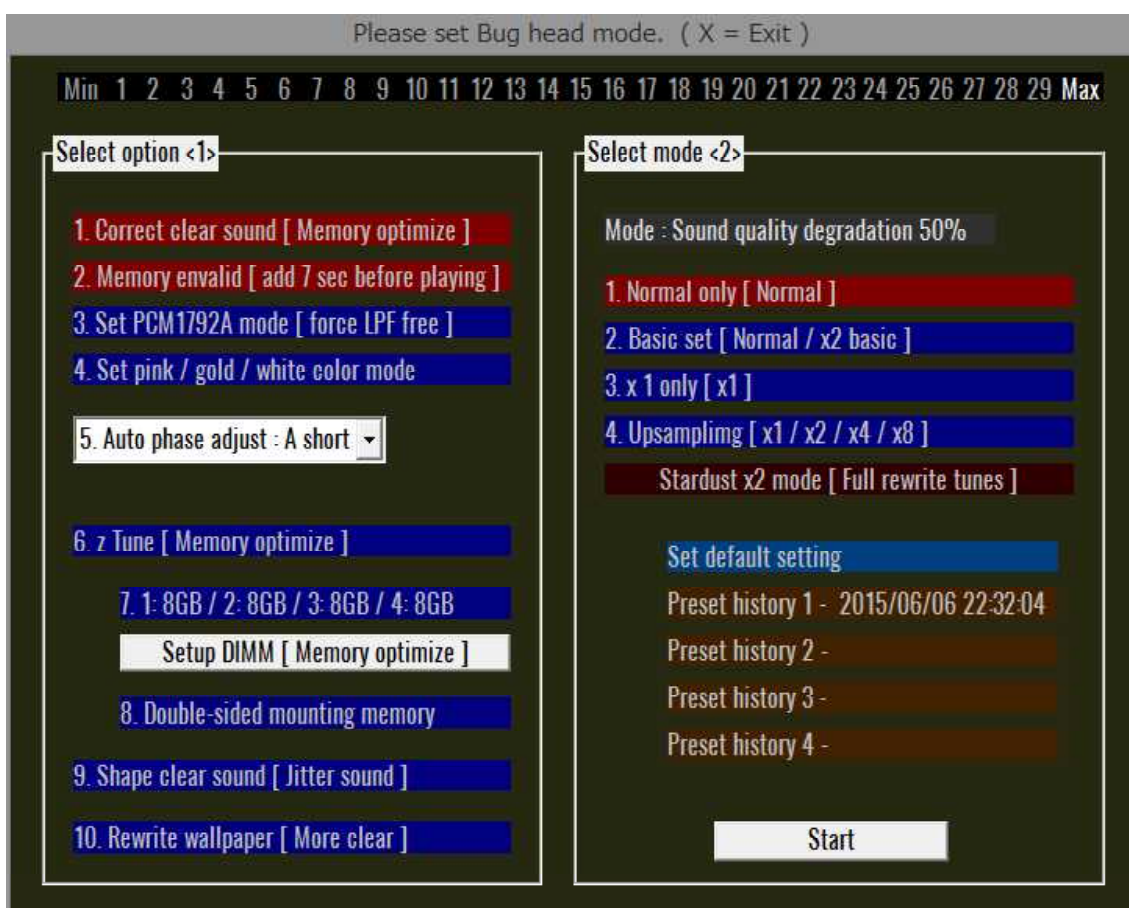 Please set Bug head mode. ( X = Exit )
Min 1 2 3 4 5 6 7 8 9 10 11 12 13 14 15 16 17 18 19 20 21 22 23 24 25 26 27 28 29 Max
Select option <1>
1. Correct clear sound [ Memory optimize ]
2. Memory envalid [ add 7 sec before playing ]
3. Set PCM1792A mode [ force LPF free ]
4. Set pink / gold / white color mode
5. Auto phase adjust : A short
6. z Tune [ Memory optimize ]
7. 1: 8GB / 2: 8GB / 3: 8GB / 4: 8GB
Setup DIMM [ Memory optimize ]
8. Double-sided mounting memory
9. Shape clear sound [ Jitter sound ]
10. Rewrite wallpaper [ More clear ]
Select mode <2>
Mode : Sound quality degradation 50%
1. Normal only [ Normal ]
2. Basic set [ Normal / x2 basic ]
3. x 1 only [ x1 ]
4. Upsamplimg [ x1 / x2 / x4 / x8 ]
Stardust x2 mode [ Full rewrite tunes ]
Set default setting
Preset history 1 - 2015/06/06 22:32:04
Preset history 2 -
Preset history 3 -
Preset history 4 -
Start